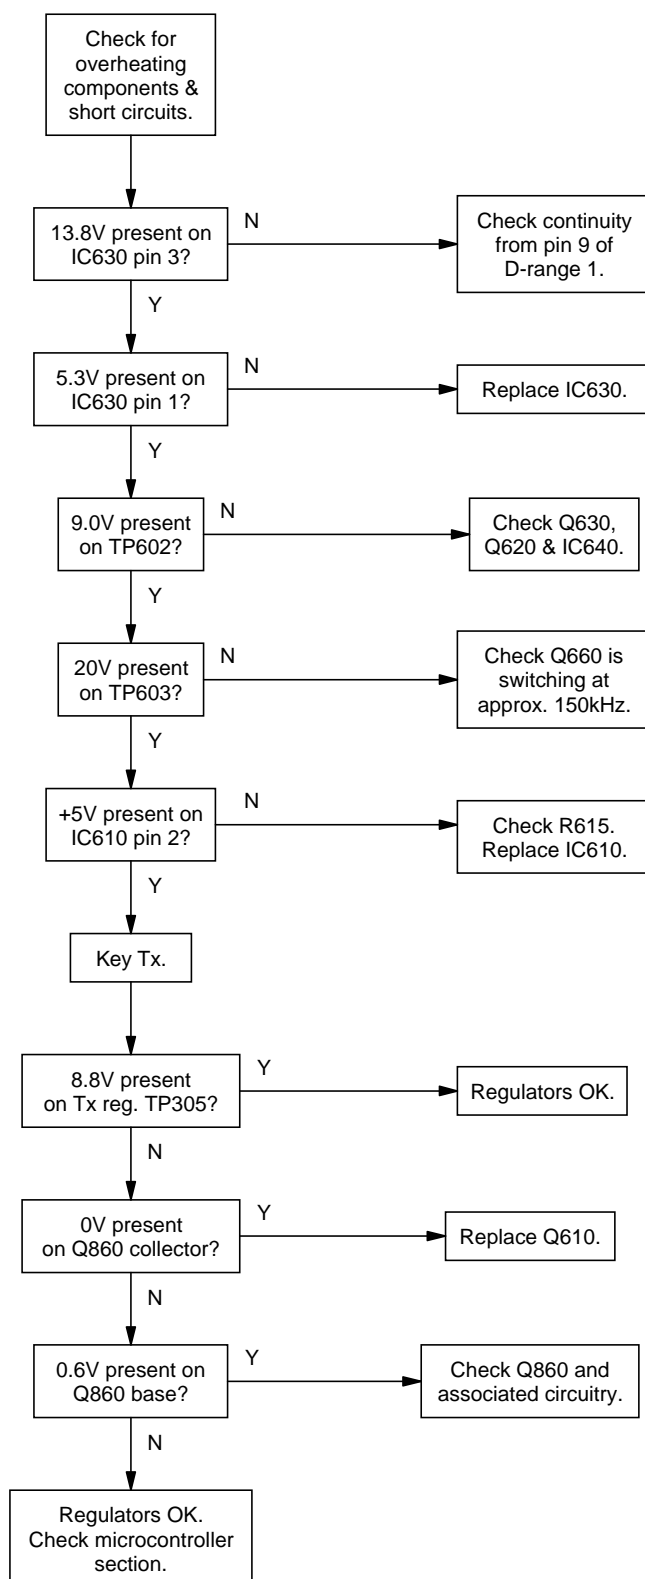 Check for
overheating
components &
short circuits.
13.8V present on
IC630 pin 3?
N
Check continuity
from pin 9 of
D-range 1.
Y
5.3V present on
IC630 pin 1?
N
Replace IC630.
Y
9.0V present
on TP602?
N
Check Q630,
Q620 & IC640.
Y
20V present
on TP603?
N
Check Q660 is
switching at
approx. 150kHz.
Y
+5V present on
IC610 pin 2?
N
Check R615.
Replace IC610.
Y
Key Tx.
8.8V present
on Tx reg. TP305?
Y
Regulators OK.
N
0V present
on Q860 collector?
Y
Replace Q610.
N
0.6V present on
Q860 base?
Y
Check Q860 and
associated circuitry.
N
Regulators OK.
Check microcontroller
section.